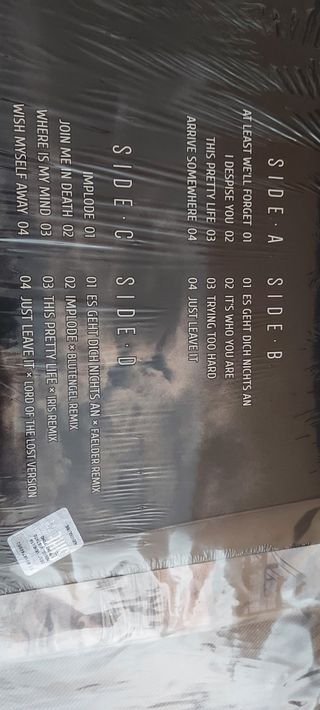 SIDE·A
AT LEAST WE'LL FORGET 01
I DESPISE YOU 02
THIS PRETTY LIFE 03
ARRIVE SOMEWHERE 04
SIDE·B
01 ES GEHT DICH NICHTS AN
02 IT'S WHO YOU ARE
03 TRYING TOO HARD
04 JUST LEAVE IT
SIDE·C
IMPLODE 01
JOIN ME IN DEATH 02
WHERE IS MY MIND 03
WISH MYSELF AWAY 04
SIDE·D
01 ES GEHT DICH NICHTS AN × FAELDER REMIX
02 IMPLODE × BLUTENGEL REMIX
03 THIS PRETTY LIFE × IRIS REMIX
04 JUST LEAVE IT × LORD OF THE LOST VERSION